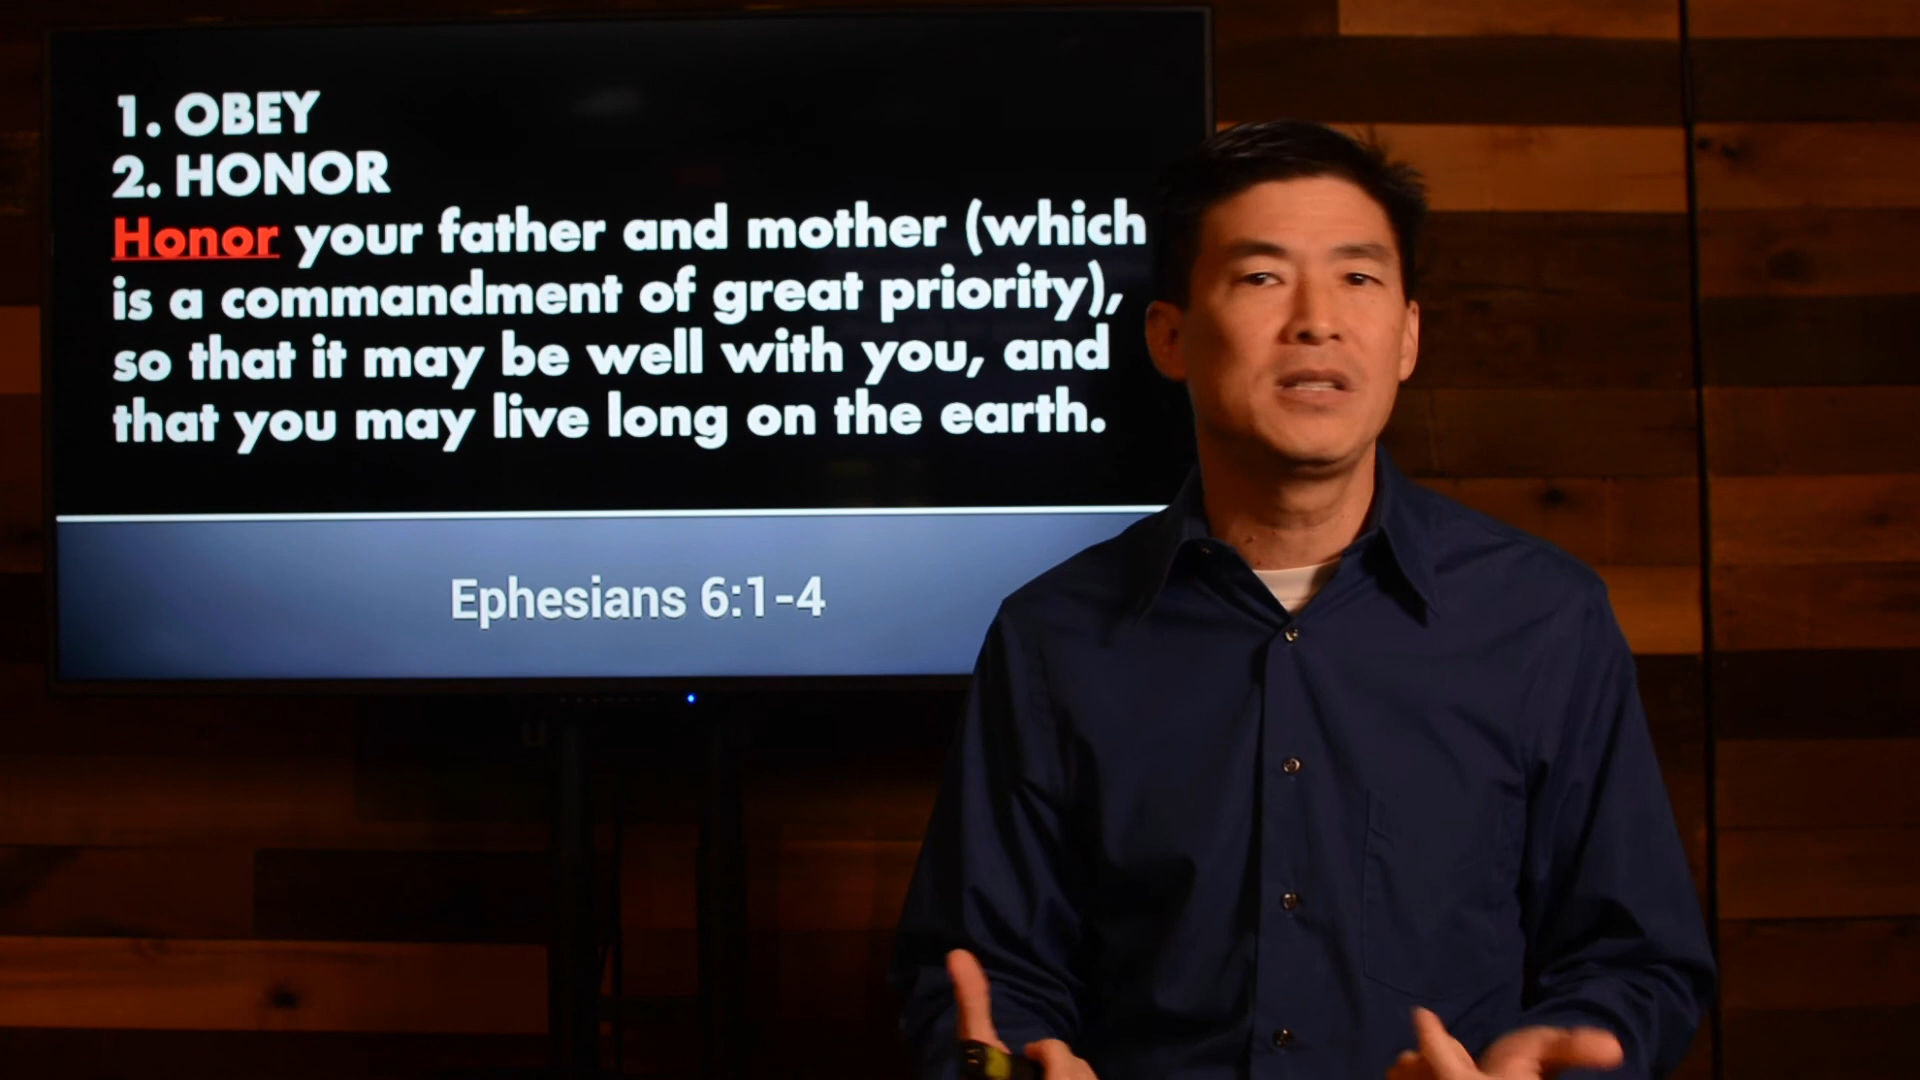 1. OBEY
2. HONOR
Honor your father and mother (which
is a commandment of great priority),
so that it may be well with you, and
that you may live long on the earth.
Ephesians 6:1-4